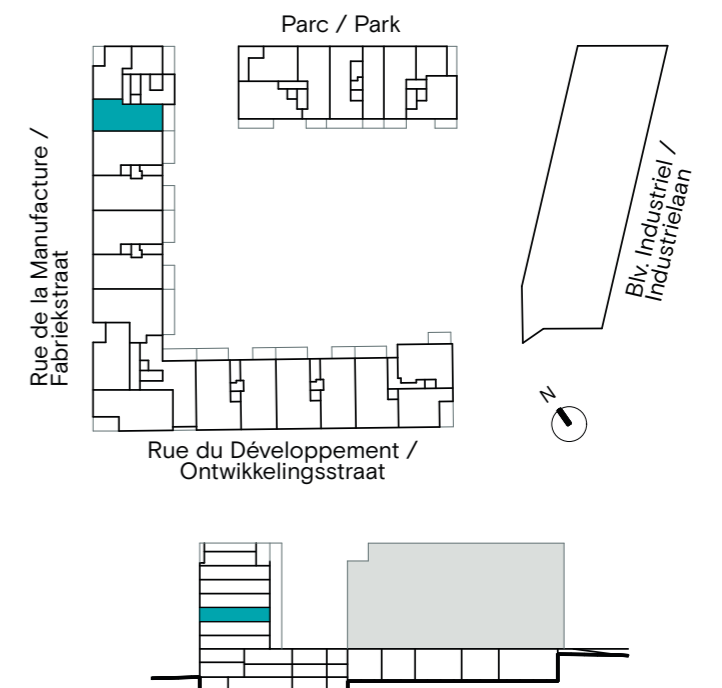 Parc / Park
Rue de la Manufacture /
Fabriekstraat
Blv. Industriel /
Industrielaan
N
Rue du Développement /
Ontwikkelingsstraat